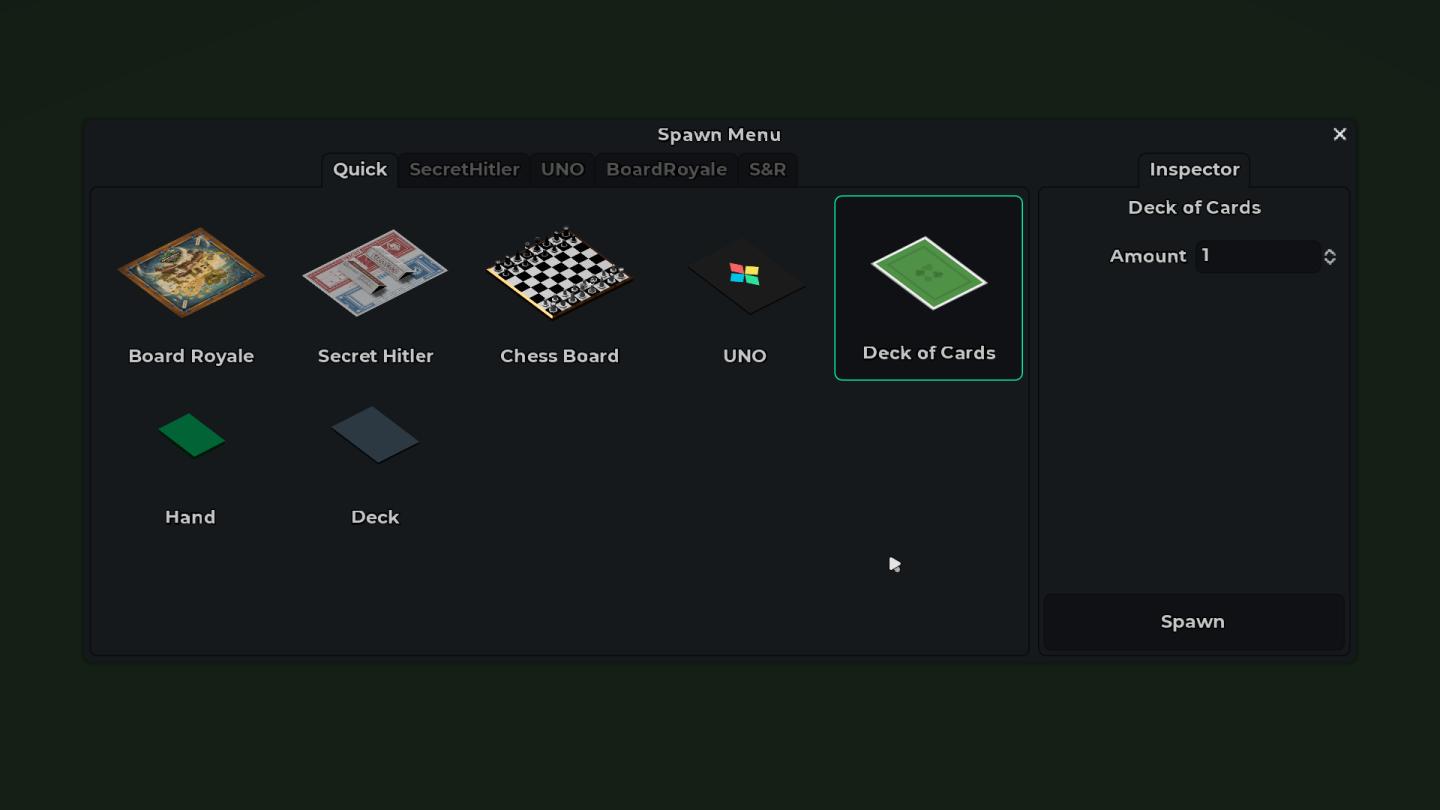 Spawn Menu
Quick
SecretHitler
UNO
BoardRoyale
S&R
Inspector
Board Royale
Secret Hitler
Chess Board
UNO
Deck of Cards
Hand
Deck
Deck of Cards
Amount 1
Spawn